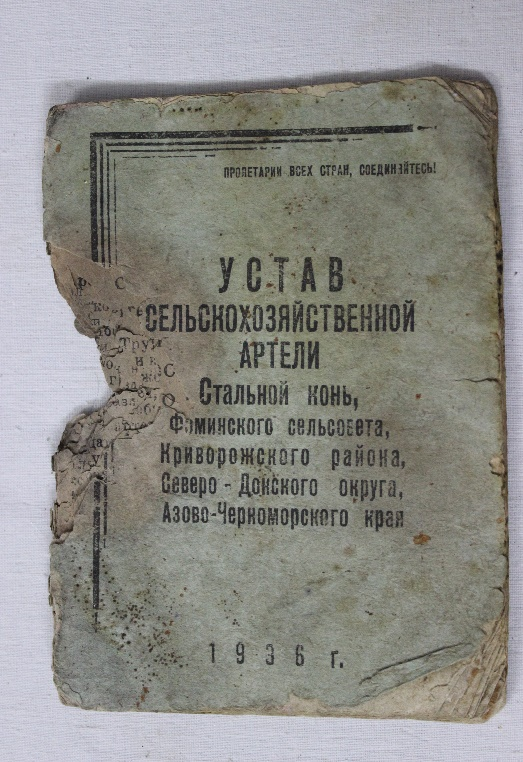 ПРОЛЕТАРИИ ВСЕХ СТРАН, СОЕДИНЯЙТЕСЬ!
УСТАВ
СЕЛЬСКОХОЗЯЙСТВЕННОЙ
АРТЕЛИ
Стальной конь,
Фоминского сельсовета,
Криворожского района,
Северо-Донского округа,
Азово-Черноморского края
1936 г.